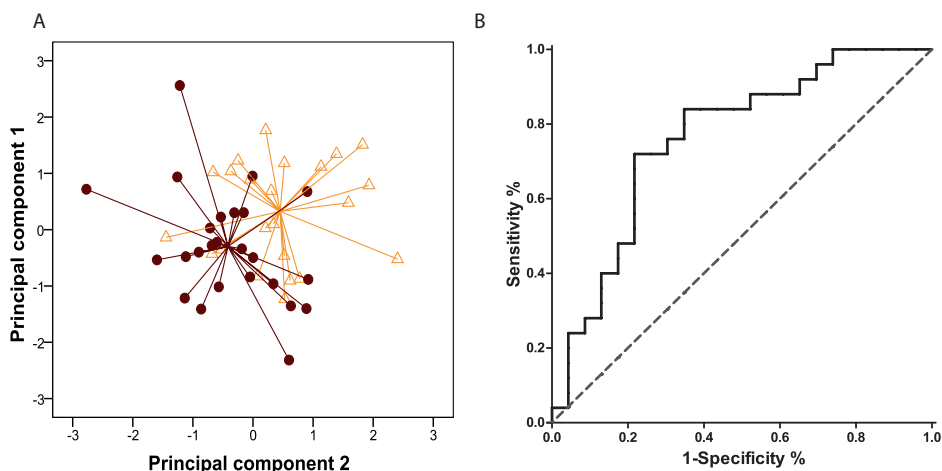 A
Principal component 1
3
2
1
0
-1
-2
-3
-3 -2 -1 0 1 2 3
Principal component 2
B
Sensitivity %
1.0
0.8
0.6
0.4
0.2
0.0
0.0 0.2 0.4 0.6 0.8 1.0
1-Specificity %